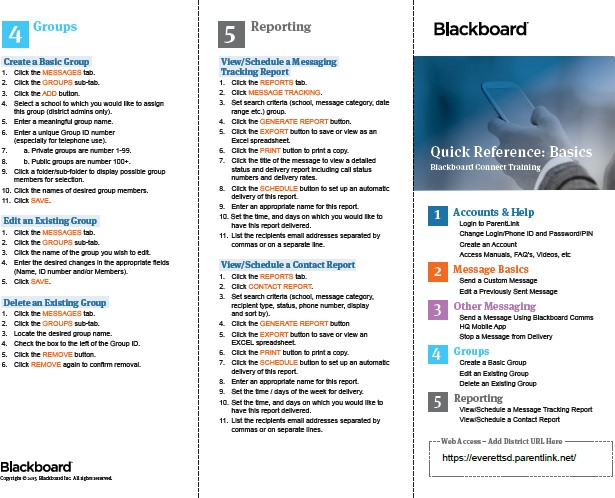 4 Groups
Create a Basic Group
1. Click the MESSAGES tab.
2. Click the GROUPS sub-tab.
3. Click the ADD button.
4. Select a school to which you would like to assign
this group (district admins only).
5. Enter a meaningful group name.
6. Enter a unique Group ID number
(especially for telephone use).
7. a. Private groups are number 1-99.
8. b. Public groups are number 100+.
9. Click a folder/sub-folder to display possible group
members for selection.
10. Click the names of desired group members.
11. Click SAVE.
Edit an Existing Group
1. Click the MESSAGES tab.
2. Click the GROUPS sub-tab.
3. Click the name of the group you wish to edit.
4. Enter the desired changes in the appropriate fields
(Name, ID number and/or Members).
5. Click SAVE.
Delete an Existing Group
1. Click the MESSAGES tab.
2. Click the GROUPS sub-tab.
3. Locate the desired group name.
4. Check the box to the left of the Group ID.
5. Click the REMOVE button.
6. Click REMOVE again to confirm removal.
Blackboard
Copyright © 2015 Blackboard Inc. All rights reserved.
5 Reporting
View/Schedule a Messaging
Tracking Report
1. Click the REPORTS tab.
2. Click MESSAGE TRACKING.
3. Set search criteria (school, message category, date
range etc.) group.
4. Click the GENERATE REPORT button.
5. Click the EXPORT button to save or view as an
Excel spreadsheet.
6. Click the PRINT button to print a copy.
7. Click the title of the message to view a detailed
status and delivery report including call status
numbers and delivery rates.
8. Click the SCHEDULE button to set up an automatic
delivery of this report.
9. Enter an appropriate name for this report.
10. Set the time, and days on which you would like to
have this report delivered.
11. List the recipients email addresses separated by
commas or on a separate line.
View/Schedule a Contact Report
1. Click the REPORTS tab.
2. Click CONTACT REPORT.
3. Set search criteria (school, message category,
recipient type, status, phone number, display
and sort by).
4. Click the GENERATE REPORT button
5. Click the EXPORT button to save or view an
EXCEL spreadsheet.
6. Click the PRINT button to print a copy.
7. Click the SCHEDULE button to set up an automatic
delivery of this report.
8. Enter an appropriate name for this report.
9. Set the time / days of the week for delivery.
10. Set the time, and days on which you would like to
have this report delivered.
11. List the recipients email addresses separated by
commas or on separate lines.
Blackboard
Quick Reference: Basics
Blackboard Connect Training
1 Accounts & Help
Login to ParentLink
Change Login/Phone ID and Password/PIN
Create an Account
Access Manuals, FAQ's, Videos, etc
2 Message Basics
Send a Custom Message
Edit a Previously Sent Message
3 Other Messaging
Send a Message Using Blackboard Comms
HQ Mobile App
Stop a Message from Delivery
4 Groups
Create a Basic Group
Edit an Existing Group
Delete an Existing Group
5 Reporting
View/Schedule a Message Tracking Report
View/Schedule a Contact Report
Web Access – Add District URL Here
https://everettsd.parentlink.net/